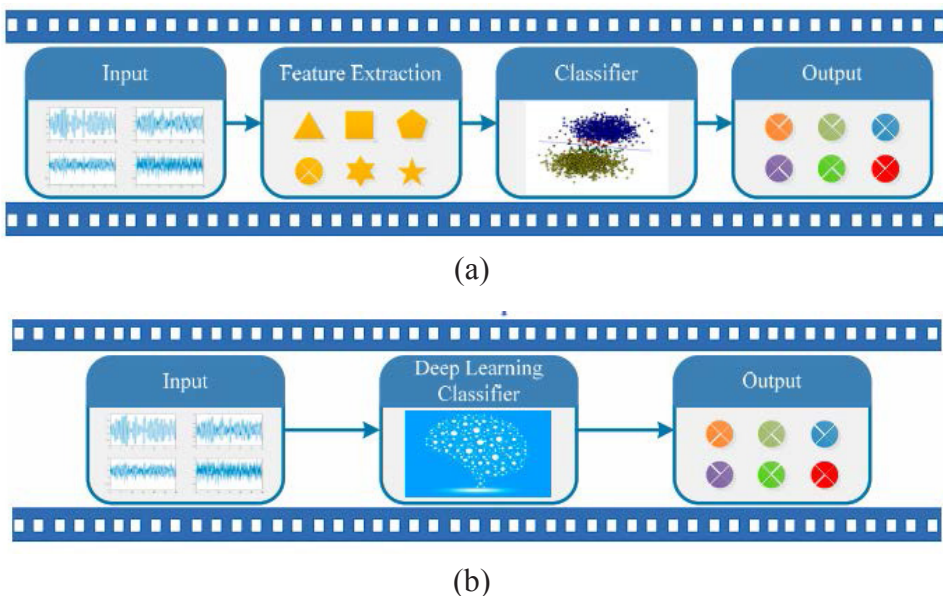 Input
Feature Extraction
Classifier
Output
(a)
Input
Deep Learning
Classifier
Output
(b)